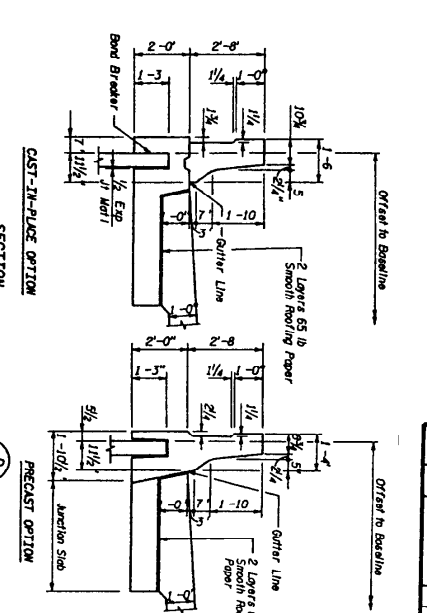 2 -0"
2'-8'
1 -3
1¼
1 -0"
Bond Breaker
1¾
1¼
10¾
1 -6
2¼"
5
Offset to Baseline
7
11½"
½ Exp
Jt Mat l
-0"
7
1 -10
3
Gutter Line
2 Layers 65 lb
Smooth Roofing Paper
1 -0"
CAST-IN-PLACE OPTION
SECTION
2'-0"
2'-8
1 -3"
1¼
1 -0"
2¼
1¼
9¾
1 -4"
2¼
5"
Offset to Baseline
5½
11½"
1 -10½
-0
7
1 -10
3
Gutter Line
2 Layers
Smooth
Paper
1 -0
Junction Slab
PRECAST OPTION